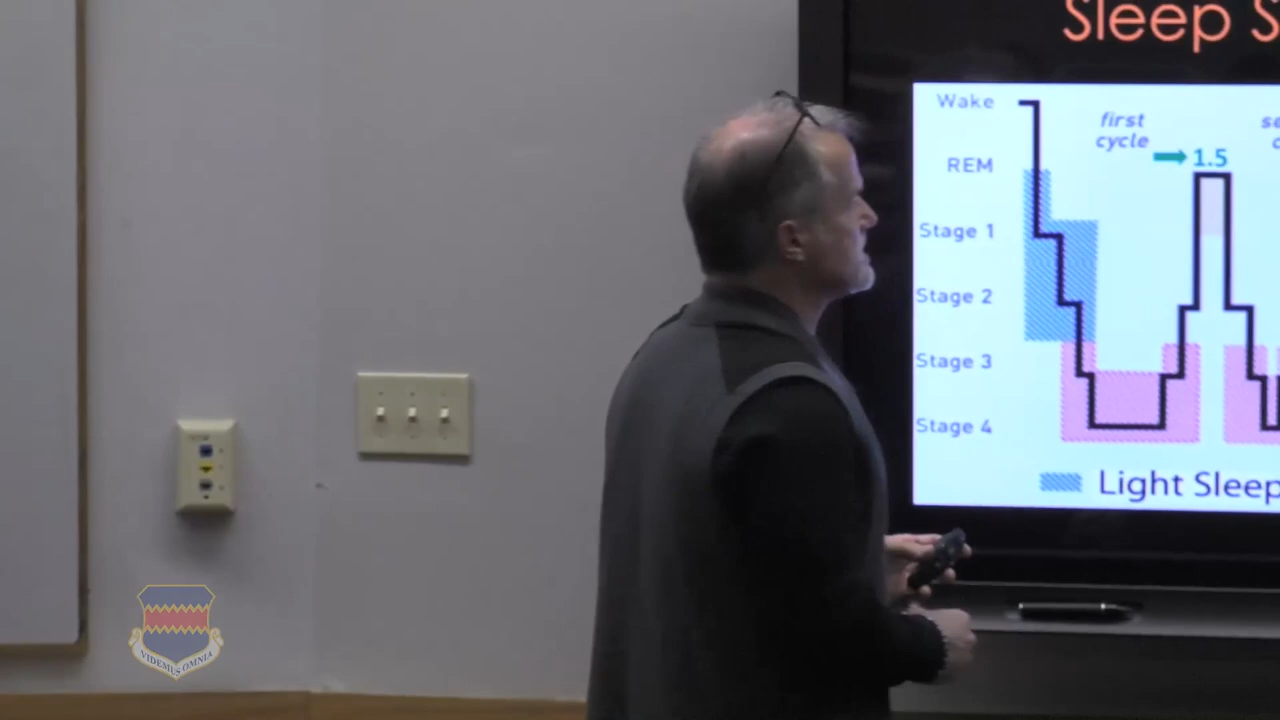 Sleep S
Wake
first
cycle
1.5
REM
Stage 1
Stage 2
Stage 3
Stage 4
Light Sleep
VIDEMUS OMNIA